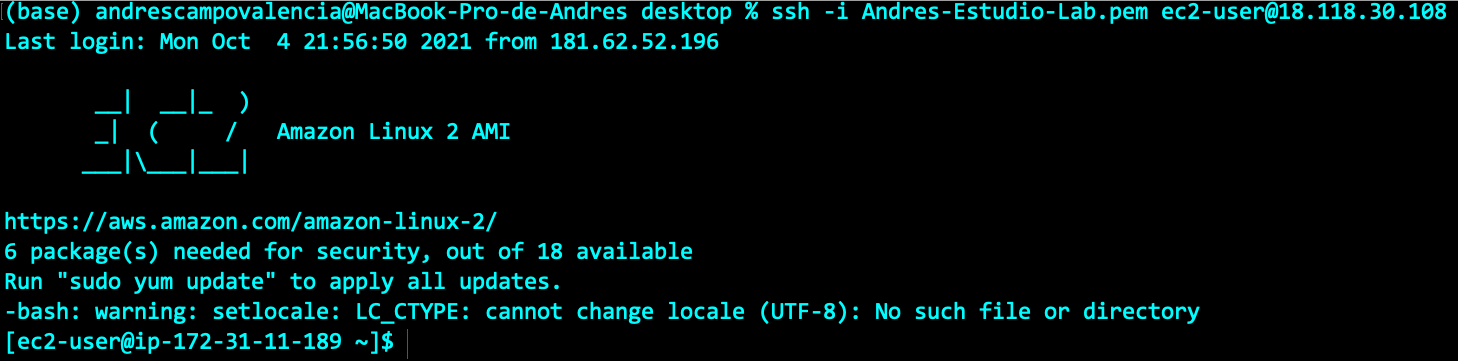 (base) andrescampovalencia@MacBook-Pro-de-Andres desktop % ssh -i Andres-Estudio-Lab.pem ec2-user@18.118.30.108
Last login: Mon Oct  4 21:56:50 2021 from 181.62.52.196

       __|  __|_  )
       _|  (     /   Amazon Linux 2 AMI
      ___|\___|___|

https://aws.amazon.com/amazon-linux-2/
6 package(s) needed for security, out of 18 available
Run "sudo yum update" to apply all updates.
-bash: warning: setlocale: LC_CTYPE: cannot change locale (UTF-8): No such file or directory
[ec2-user@ip-172-31-11-189 ~]$